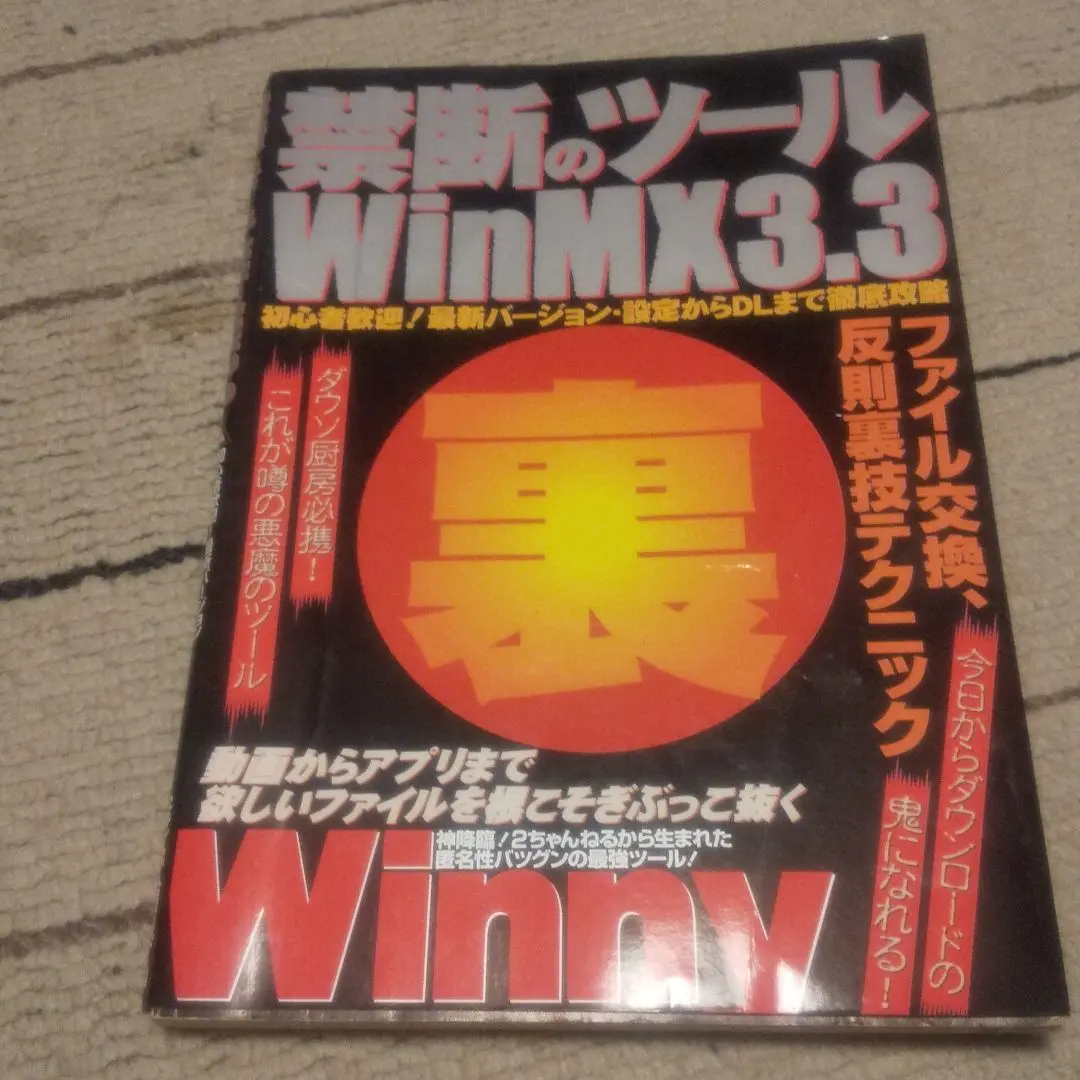 禁断のツール
WinMX3.3
初心者歓迎!最新バージョン・設定からDLまで徹底攻略
ファイル交換、
反則裏技テクニック
ダウン厨房必携!
これが噂の悪魔のツール
裏
今日からダウンロードの
鬼になれる!
動画からアプリまで
欲しいファイルを根こそぎぶっこ抜く
神降臨!2ちゃんねるから生まれた
匿名性バツグンの最強ツール!
Winny